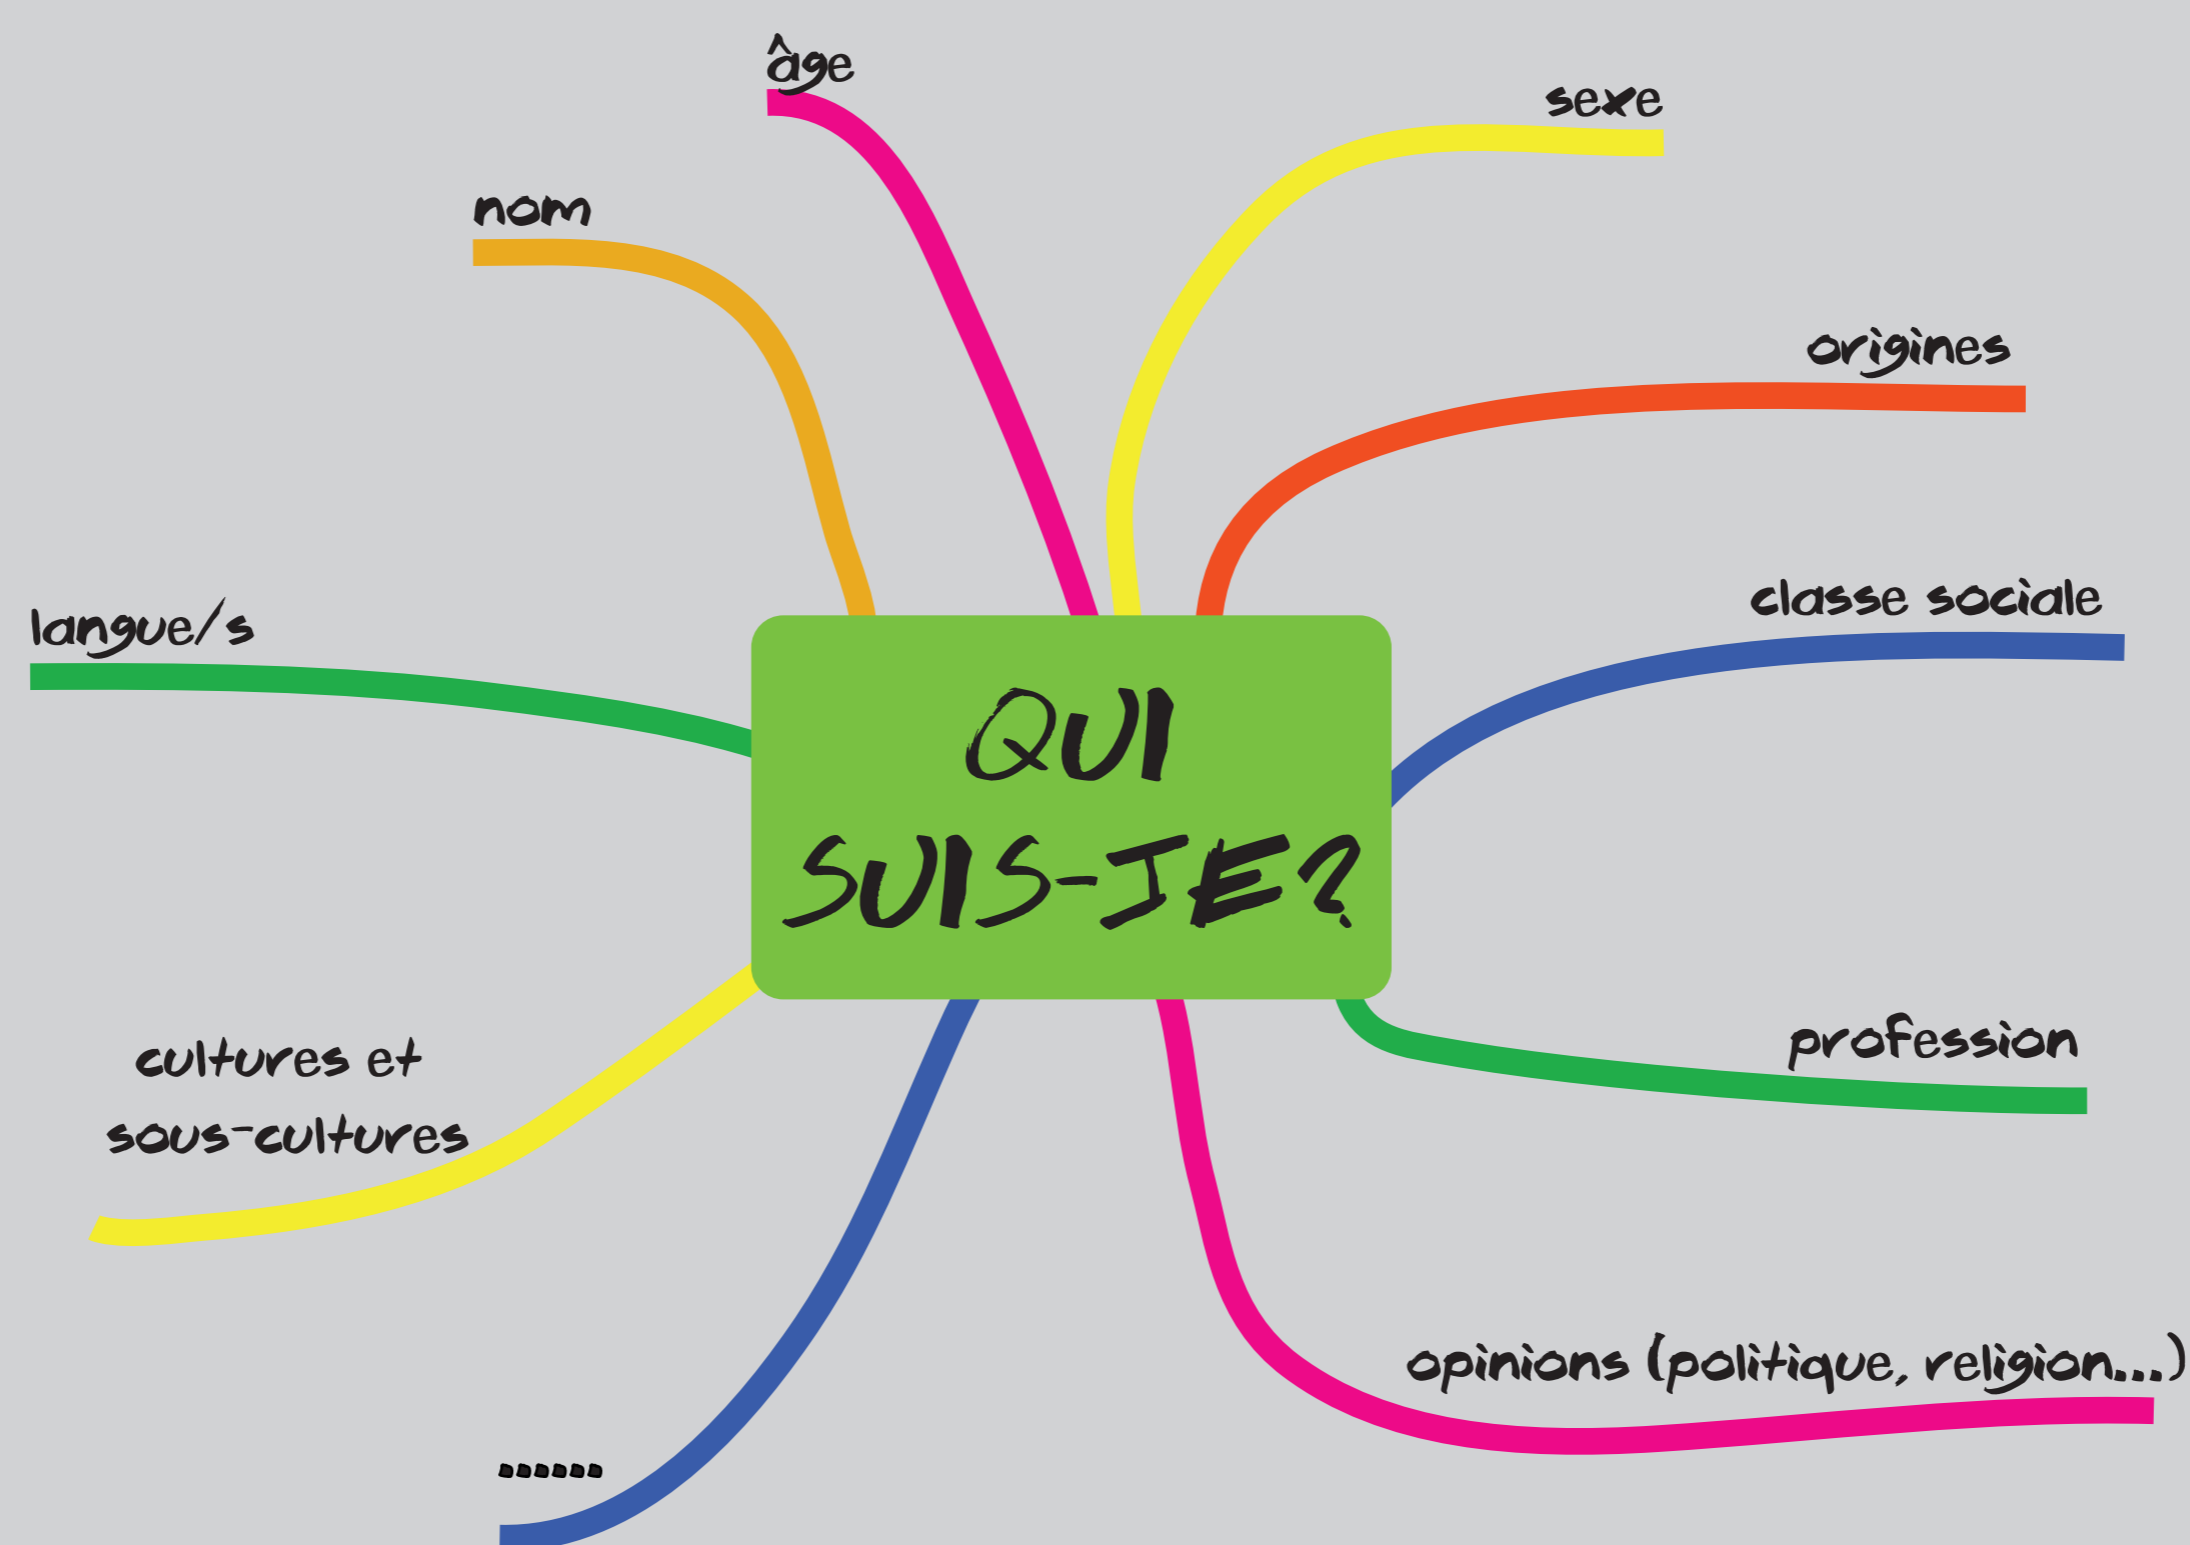 âge
sexe
nom
origines
classe sociale
langue/s
QUI
SUIS-JE?
profession
cultures et
sous-cultures
opinions (politique, religion...)
......